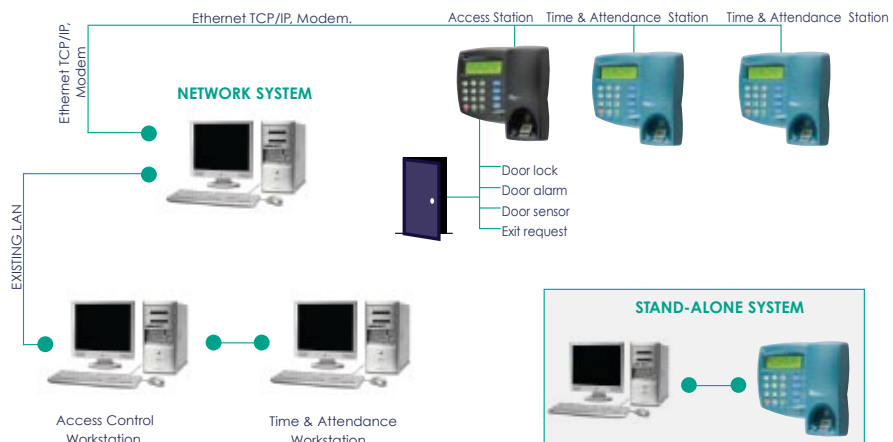 Ethernet TCP/IP, Modem.
Access Station
Time & Attendance Station
Time & Attendance Station
Ethernet TCP/IP,
Modem
NETWORK SYSTEM
Door lock
Door alarm
Door sensor
Exit request
EXISTING LAN
STAND-ALONE SYSTEM
Access Control
Workstation
Time & Attendance
Workstation